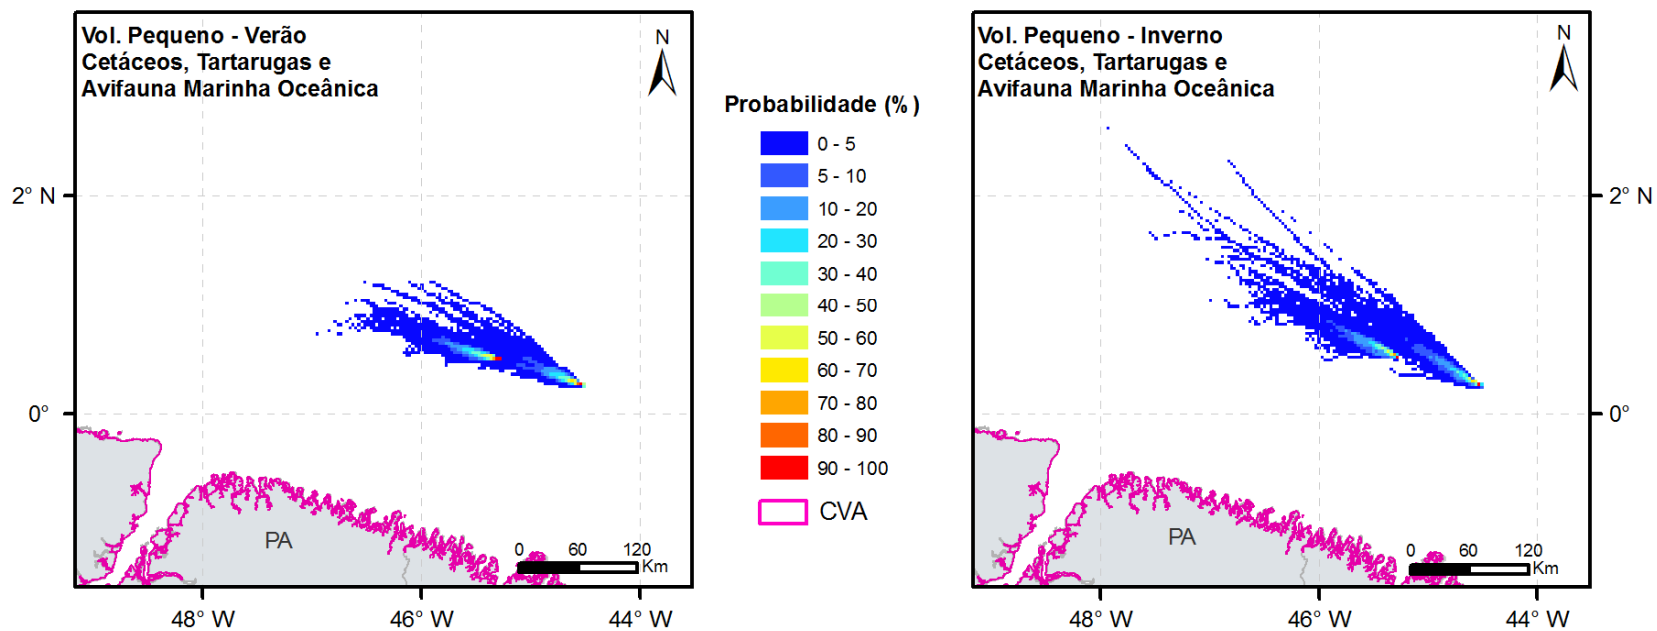 Vol. Pequeno - Verão
Cetáceos, Tartarugas e
Avifauna Marinha Oceânica
N
2° N
0°
PA
0 60 120
Km
48° W 46° W 44° W
Probabilidade (%)
0 - 5
5 - 10
10 - 20
20 - 30
30 - 40
40 - 50
50 - 60
60 - 70
70 - 80
80 - 90
90 - 100
CVA
Vol. Pequeno - Inverno
Cetáceos, Tartarugas e
Avifauna Marinha Oceânica
N
2° N
0°
PA
0 60 120
Km
48° W 46° W 44° W